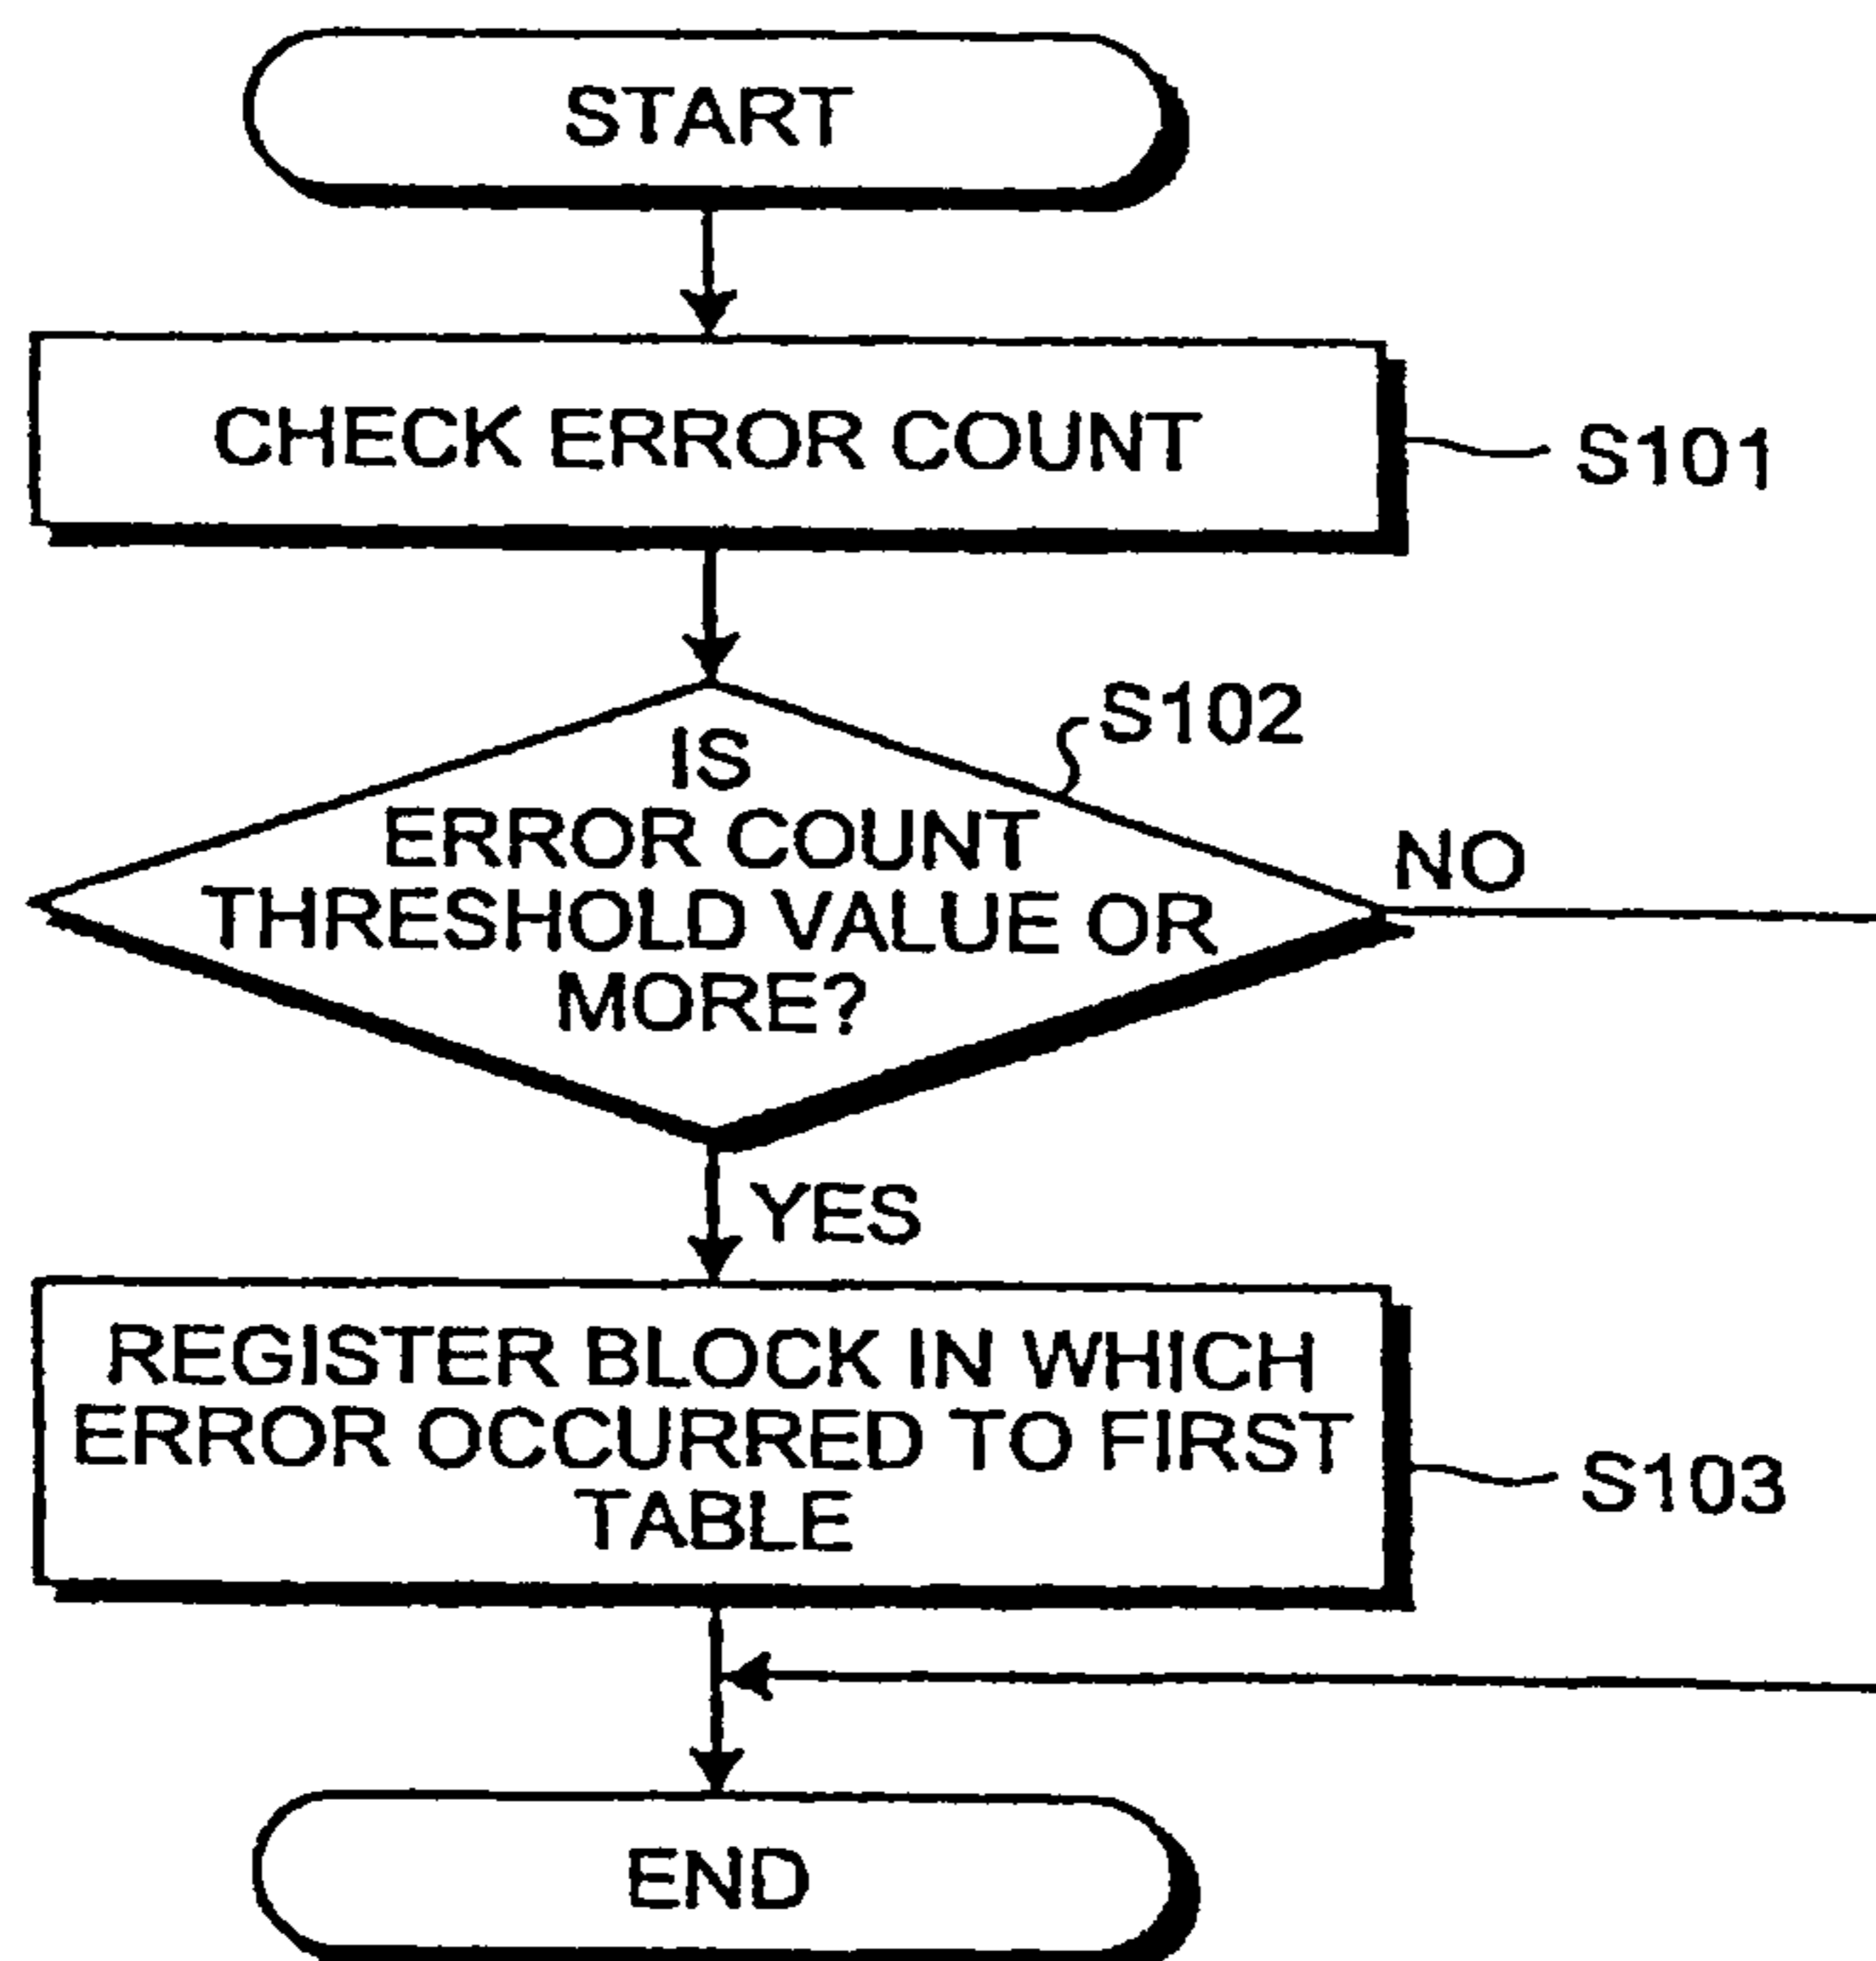 START
CHECK ERROR COUNT
S101
S102
IS
ERROR COUNT
THRESHOLD VALUE OR
MORE?
NO
YES
REGISTER BLOCK IN WHICH
ERROR OCCURRED TO FIRST
TABLE
S103
END